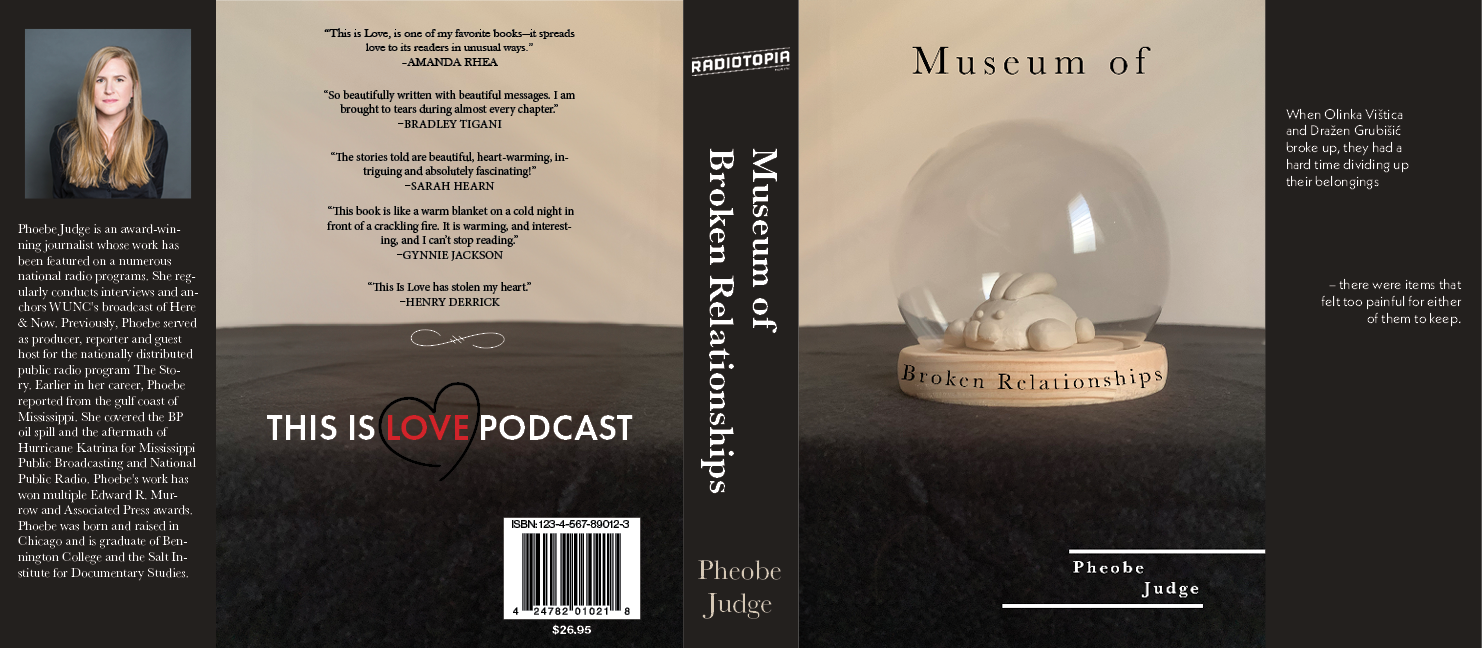 Phoebe Judge is an award-win-
ning journalist whose work has
been featured on a numerous
national radio programs. She reg-
ularly conducts interviews and an-
chors WUNC's broadcast of Here
& Now. Previously, Phoebe served
as producer, reporter and guest
host for the nationally distributed
public radio program The Sto-
ry. Earlier in her career, Phoebe
reported from the gulf coast of
Mississippi. She covered the BP
oil spill and the aftermath of
Hurricane Katrina for Mississippi
Public Broadcasting and National
Public Radio. Phoebe's work has
won multiple Edward R. Mur-
row and Associated Press awards.
Phoebe was born and raised in
Chicago and is graduate of Ben-
nington College and the Salt In-
stitute for Documentary Studies.
“This is Love, is one of my favorite books—it spreads
love to its readers in unusual ways.”
–AMANDA RHEA
“So beautifully written with beautiful messages. I am
brought to tears during almost every chapter.”
–BRADLEY TIGANI
“The stories told are beautiful, heart-warming, in-
triguing and absolutely fascinating!”
–SARAH HEARN
“This book is like a warm blanket on a cold night in
front of a crackling fire. It is warming, and interest-
ing, and I can’t stop reading.”
–GYNNIE JACKSON
“This Is Love has stolen my heart.”
–HENRY DERRICK
THIS IS LOVE PODCAST
ISBN: 123-4-567-89012-3
4 24782 01021 8
$26.95
RADIOTOPIA
Museum of
Broken Relationships
Pheobe
Judge
Museum of
Broken Relationships
Pheobe
Judge
When Olinka Vištica
and Dražen Grubišić
broke up, they had a
hard time dividing up
their belongings
– there were items that
felt too painful for either
of them to keep.